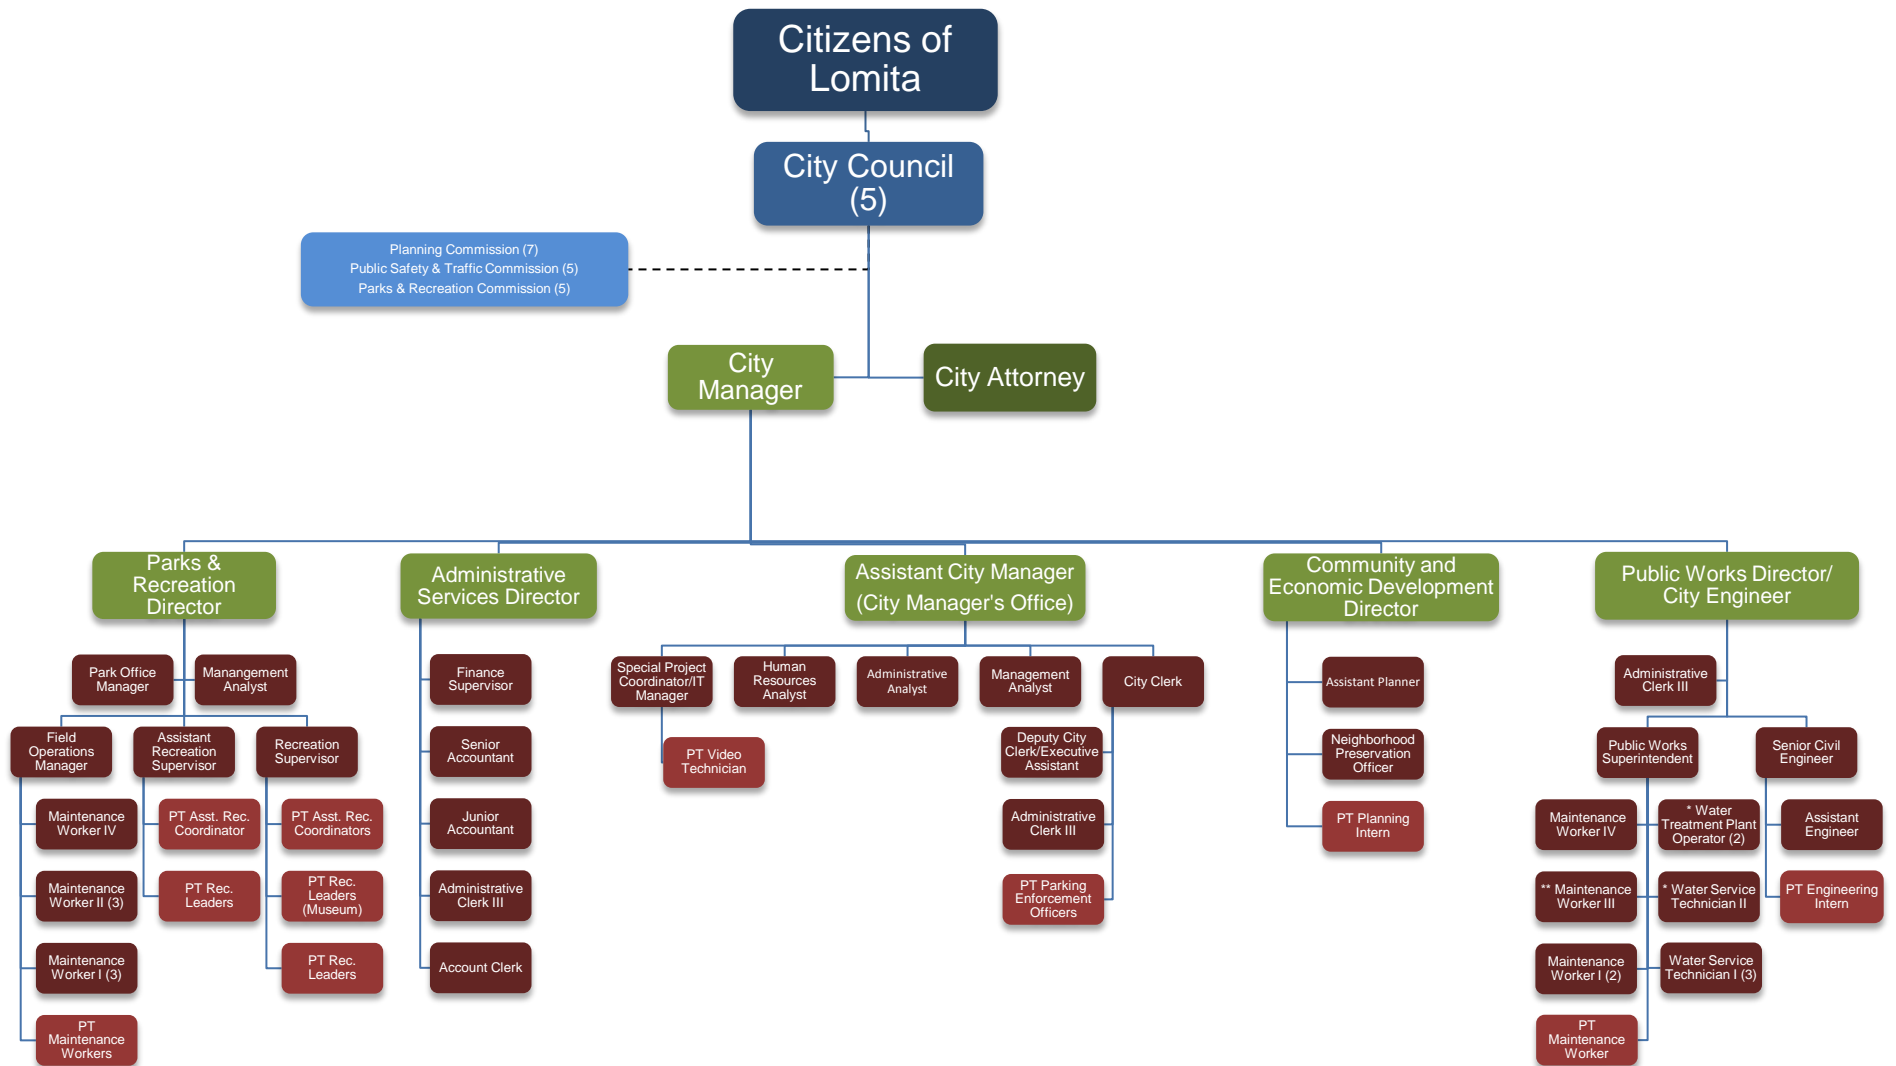 Citizens of
Lomita
City Council
(5)
Planning Commission (7)
Public Safety & Traffic Commission (5)
Parks & Recreation Commission (5)
City
Manager
City Attorney
Parks &
Recreation
Director
Administrative
Services Director
Assistant City Manager
(City Manager's Office)
Community and
Economic Development
Director
Public Works Director/
City Engineer
Park Office
Manager
Manangement
Analyst
Field
Operations
Manager
Assistant
Recreation
Supervisor
Recreation
Supervisor
Maintenance
Worker IV
Maintenance
Worker II (3)
Maintenance
Worker I (3)
PT
Maintenance
Workers
PT Asst. Rec.
Coordinator
PT Rec.
Leaders
PT Asst. Rec.
Coordinators
PT Rec.
Leaders
(Museum)
PT Rec.
Leaders
Finance
Supervisor
Senior
Accountant
Junior
Accountant
Administrative
Clerk III
Account Clerk
Special Project
Coordinator/IT
Manager
Human
Resources
Analyst
Administrative
Analyst
Management
Analyst
City Clerk
PT Video
Technician
Deputy City
Clerk/Executive
Assistant
Administrative
Clerk III
PT Parking
Enforcement
Officers
Assistant Planner
Neighborhood
Preservation
Officer
PT Planning
Intern
Administrative
Clerk III
Public Works
Superintendent
Senior Civil
Engineer
Maintenance
Worker IV
** Maintenance
Worker III
Maintenance
Worker I (2)
PT
Maintenance
Worker
* Water
Treatment Plant
Operator (2)
* Water Service
Technician II
Water Service
Technician I (3)
Assistant
Engineer
PT Engineering
Intern